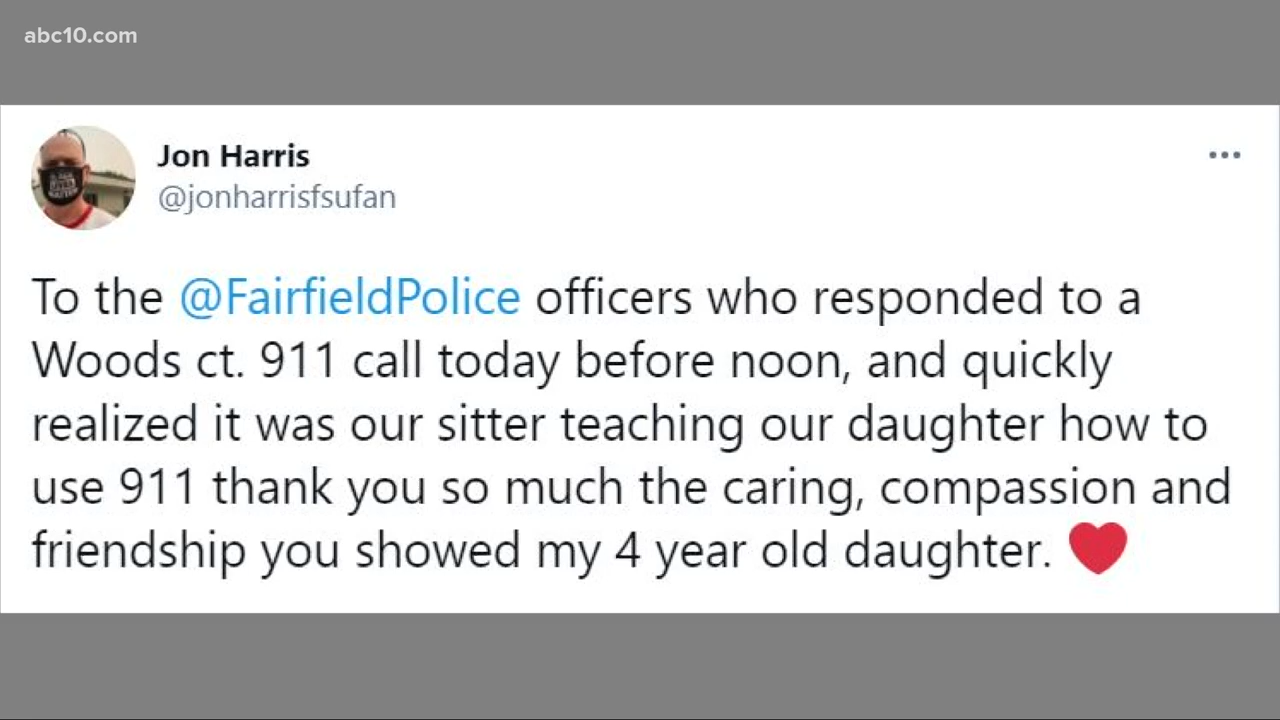 abc10.com
Jon Harris
@jonharrisfsufan
To the @FairfieldPolice officers who responded to a
Woods ct. 911 call today before noon, and quickly
realized it was our sitter teaching our daughter how to
use 911 thank you so much the caring, compassion and
friendship you showed my 4 year old daughter. ❤️